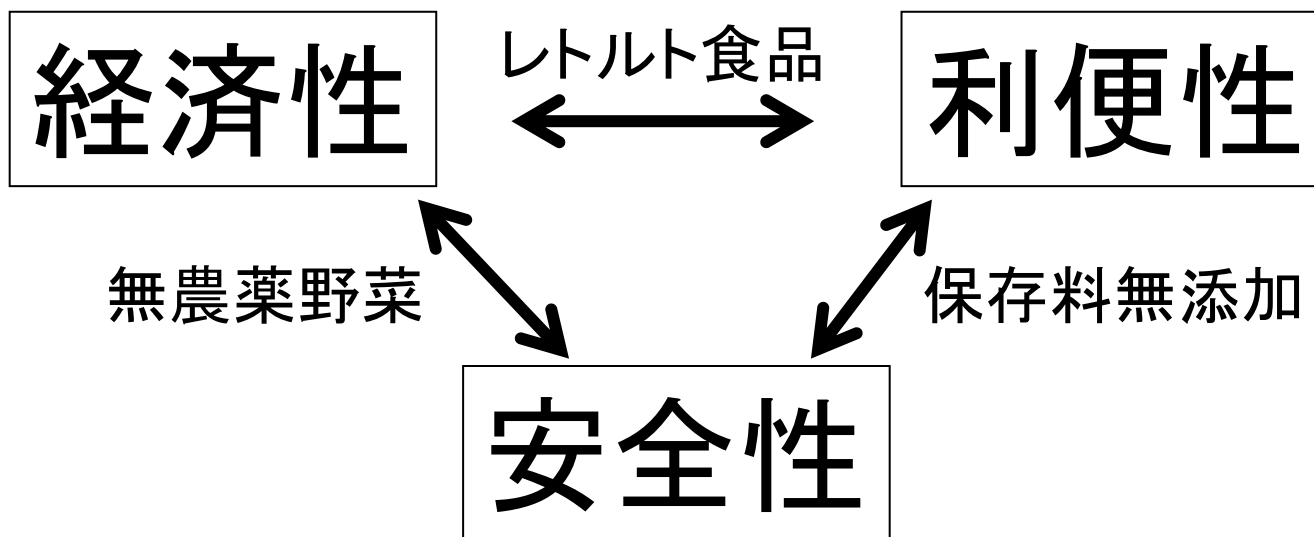 レトルト食品
経済性
利便性
無農薬野菜
保存料無添加
安全性